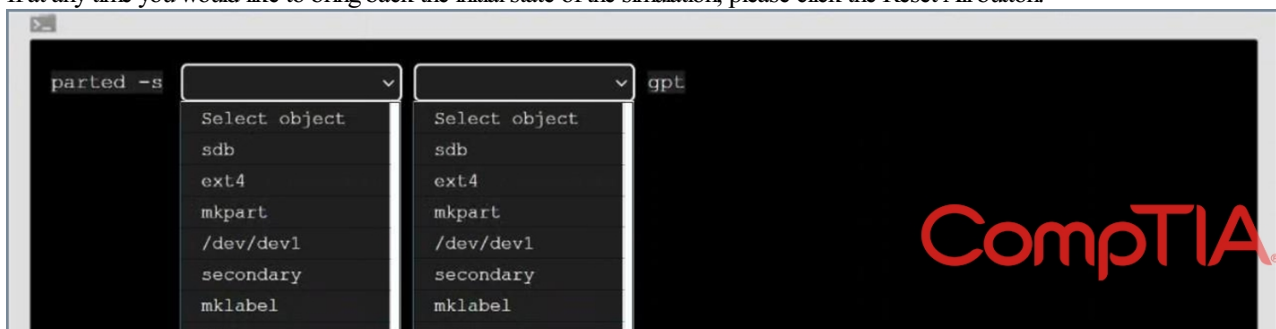 If at any time you would like to bring back the initial state of the simulation, please click the Reset All button.
>_
parted -s gpt
Select object Select object
sdb sdb
ext4 ext4
mkpart mkpart
/dev/dev1 /dev/dev1
secondary secondary
mklabel mklabel
CompTIA